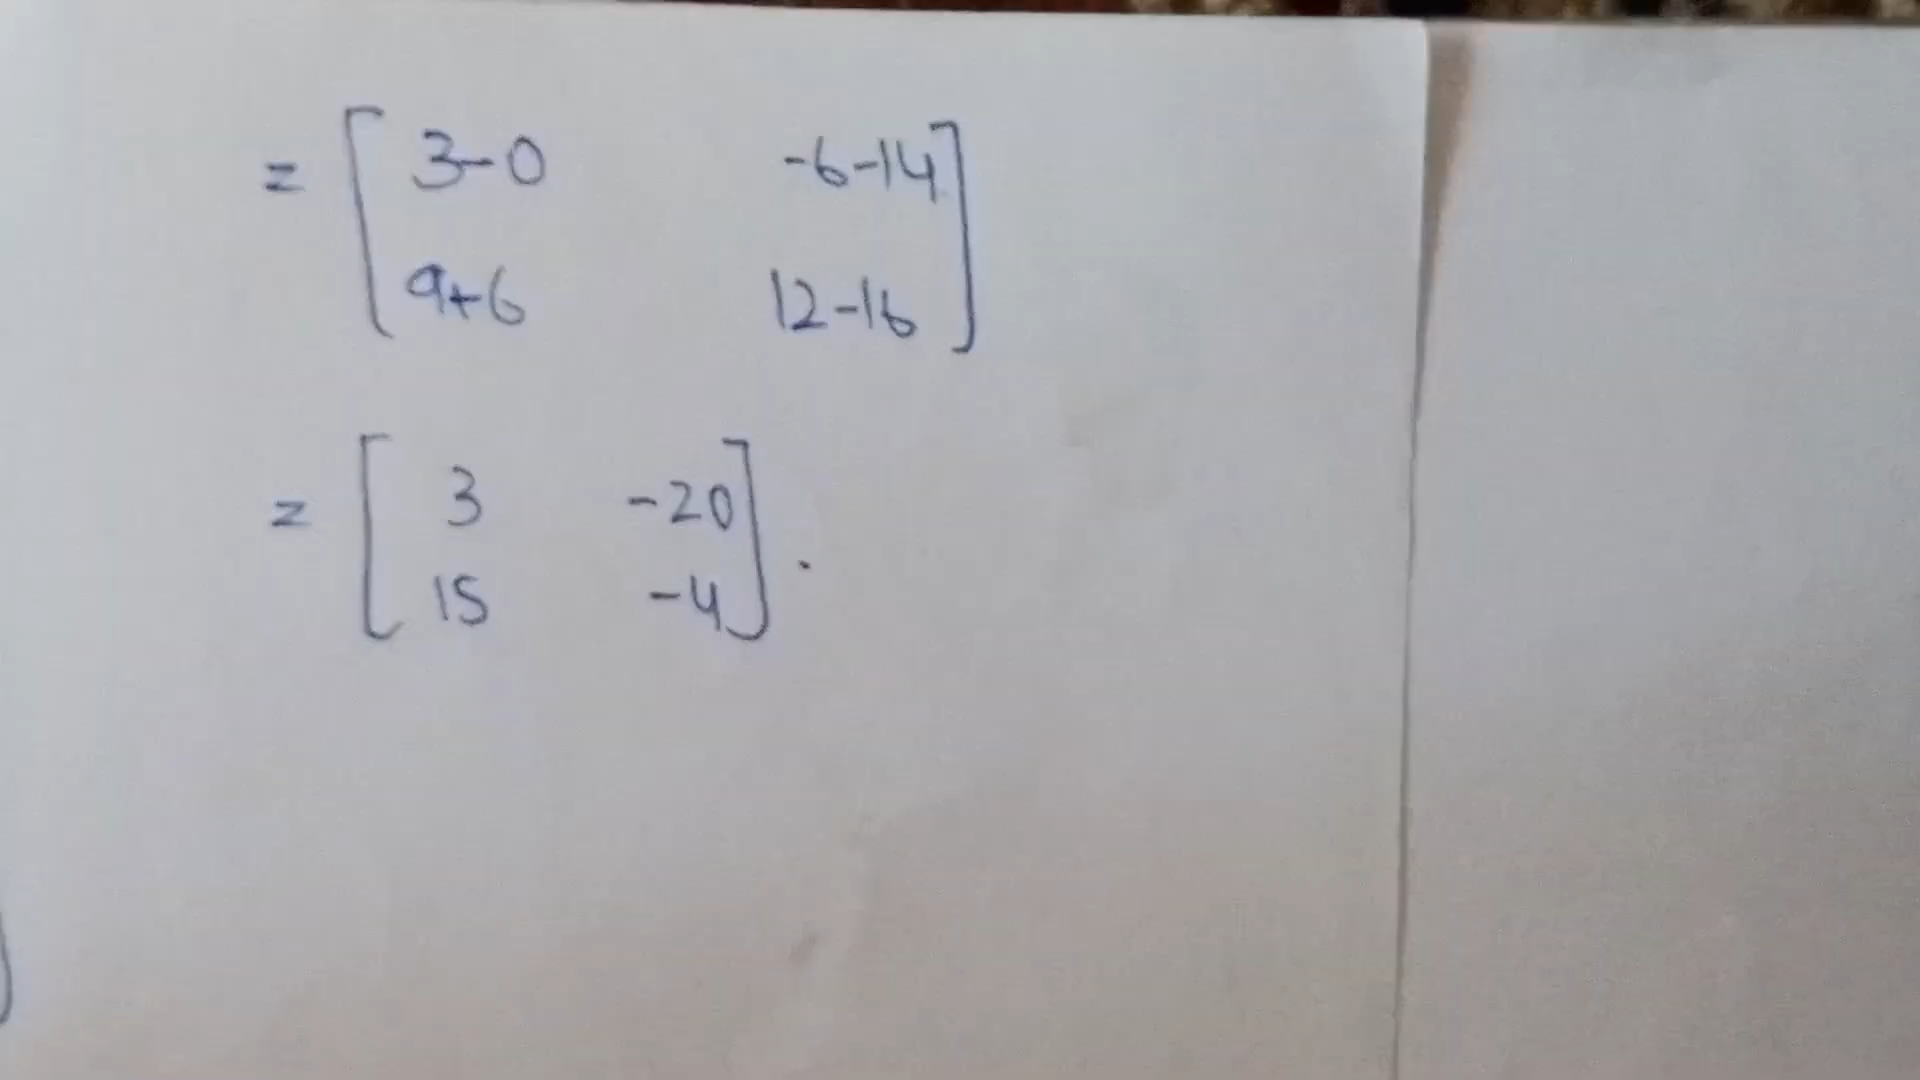 = [ 3-0 -6-14
9+6 12-16 ]
= [ 3 -20
15 -4 ] .